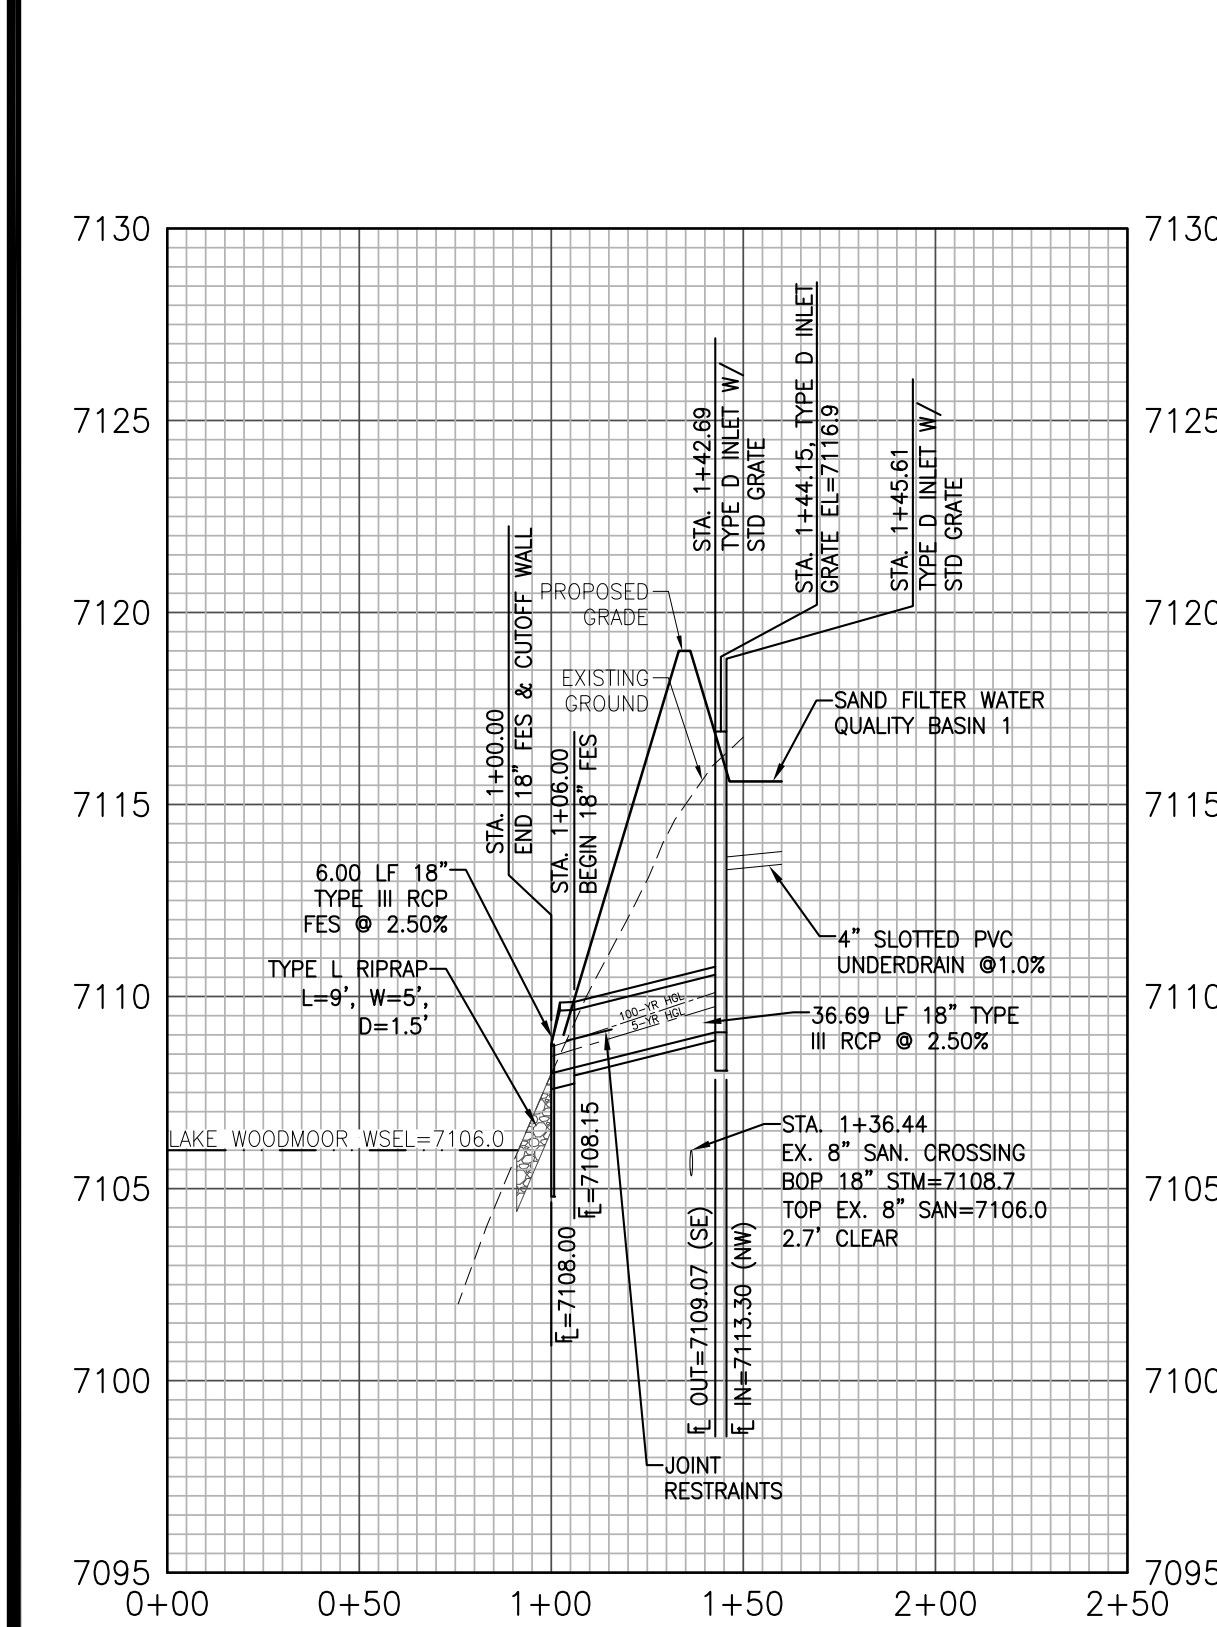 7130
7130
7125
7125
7120
7120
7115
7115
7110
7110
7105
7105
7100
7100
7095
7095
0+00
0+50
1+00
1+50
2+00
2+50
STA. 1+00.00
END 18" FES & CUTOFF WALL
STA. 1+06.00
BEGIN 18" FES
STA. 1+42.69
TYPE D INLET W/
STD GRATE
STA. 1+44.15, TYPE D INLET
GRATE EL=7116.9
STA. 1+45.61
TYPE D INLET W/
STD GRATE
PROPOSED
GRADE
EXISTING
GROUND
SAND FILTER WATER
QUALITY BASIN 1
6.00 LF 18"
TYPE III RCP
FES @ 2.50%
TYPE L RIPRAP
L=9', W=5',
D=1.5'
4" SLOTTED PVC
UNDERDRAIN @1.0%
100-YR HGL
5-YR HGL
36.69 LF 18" TYPE
III RCP @ 2.50%
LAKE WOODMOOR WSEL=7106.0
STA. 1+36.44
EX. 8" SAN. CROSSING
BOP 18" STM=7108.7
TOP EX. 8" SAN=7106.0
2.7' CLEAR
FL=7108.00
FL=7108.15
FL OUT=7109.07 (SE)
FL IN=7113.30 (NW)
JOINT
RESTRAINTS